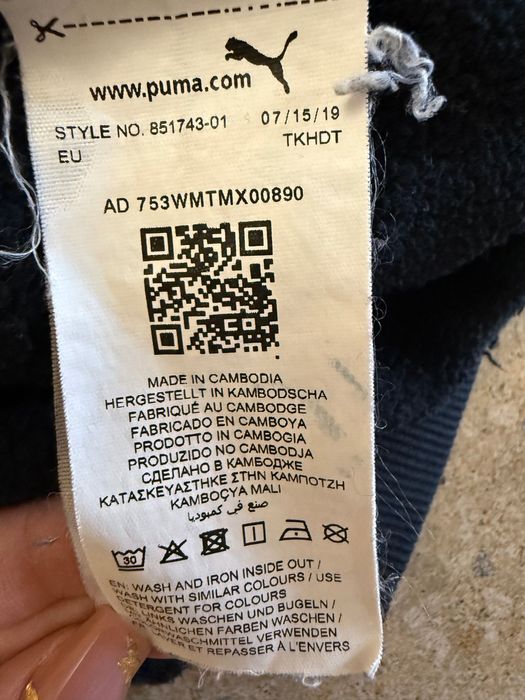 www.puma.com
STYLE NO. 851743-01 07/15/19
EU TKHDT
AD 753WMTMX00890
MADE IN CAMBODIA
HERGESTELLT IN KAMBODSCHA
FABRIQUÉ AU CAMBODGE
FABRICADO EN CAMBOYA
PRODOTTO IN CAMBOGIA
PRODUZIDO NO CAMBODJA
СДЕЛАНО В КАМБОДЖЕ
ΚΑΤΑΣΚΕΥΑΣΤΗΚΕ ΣΤΗΝ ΚΑΜΠΟΤΖΗ
KAMBOÇYA MALI
صنع في كمبوديا
30
EN: WASH AND IRON INSIDE OUT /
WASH WITH SIMILAR COLOURS / USE
DETERGENT FOR COLOURS
LINKS WASCHEN UND BUGELN /
ÄHNLICHEN FARBEN WASCHEN /
VERWENDEN
ET REPASSER À L'ENVERS